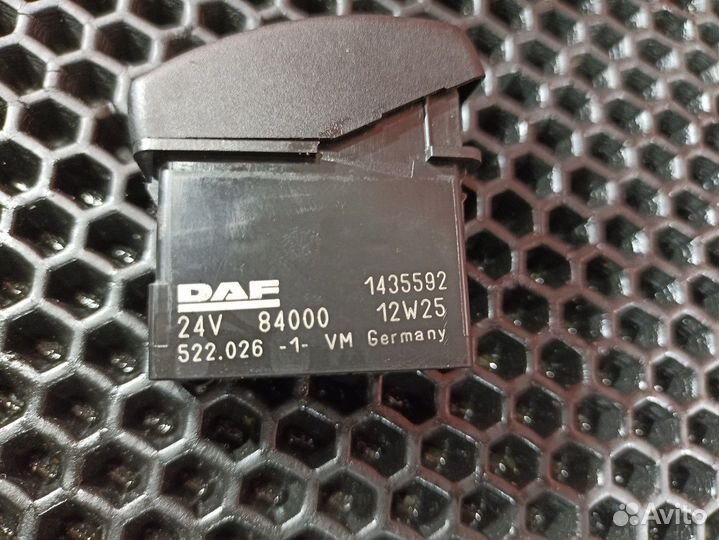 DAF 1435592
24V 84000 12W25
522.026 -1- VM Germany
Avito